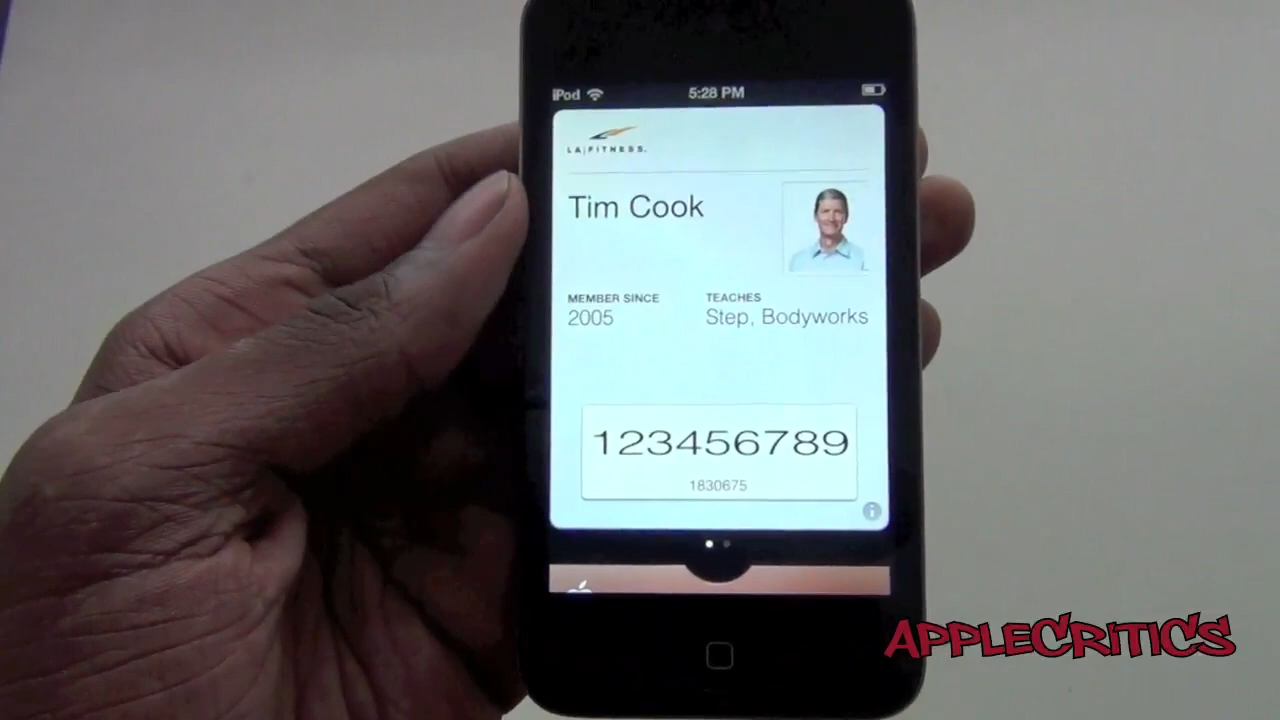 iPod 5:28 PM
LA|FITNESS.
Tim Cook
MEMBER SINCE TEACHES
2005 Step, Bodyworks
123456789
1830675
i
APPLECRITICS